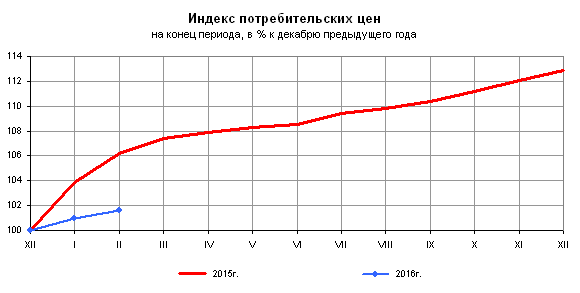 Индекс потребительских цен
на конец периода, в % к декабрю предыдущего года
114
112
110
108
106
104
102
100
XII I II III IV V VI VII VIII IX X XI XII
2015г. 2016г.